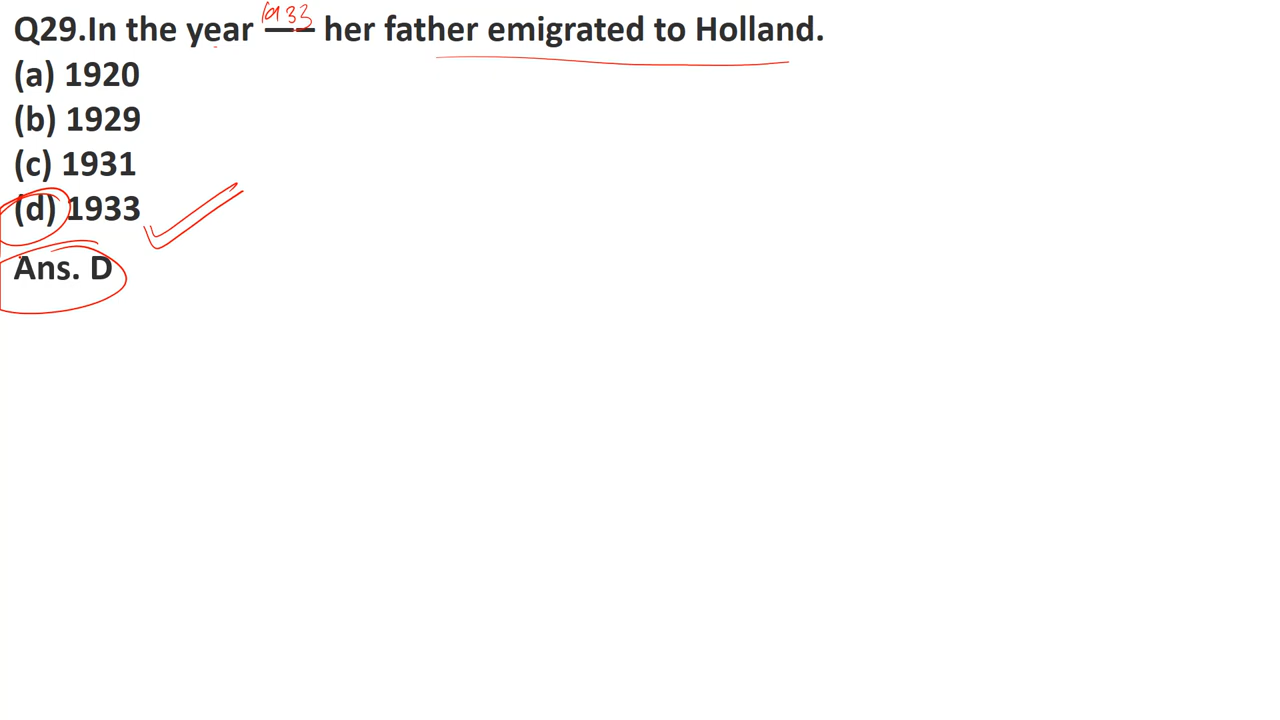 Q29.In the year 1933 her father emigrated to Holland.
(a) 1920
(b) 1929
(c) 1931
(d) 1933
Ans. D